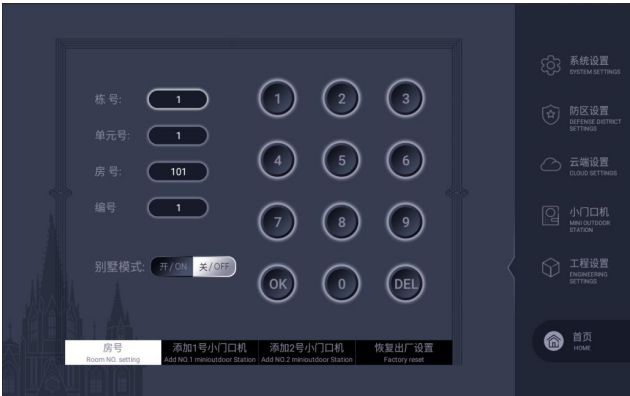 栋 号: 1
单元号: 1
房 号: 101
编号 1
别墅模式: 开/ON 关/OFF
1 2 3
4 5 6
7 8 9
OK 0 DEL
房号
Room NO. setting
添加1号小门口机
Add NO.1 minioutdoor Station
添加2号小门口机
Add NO.2 minioutdoor Station
恢复出厂设置
Factory reset
系统设置
SYSTEM SETTINGS
防区设置
DEFENSE DISTRICT
SETTINGS
云端设置
CLOUD SETTINGS
小门口机
MINI OUTDOOR
STATION
工程设置
ENGINEERING
SETTINGS
首页
HOME